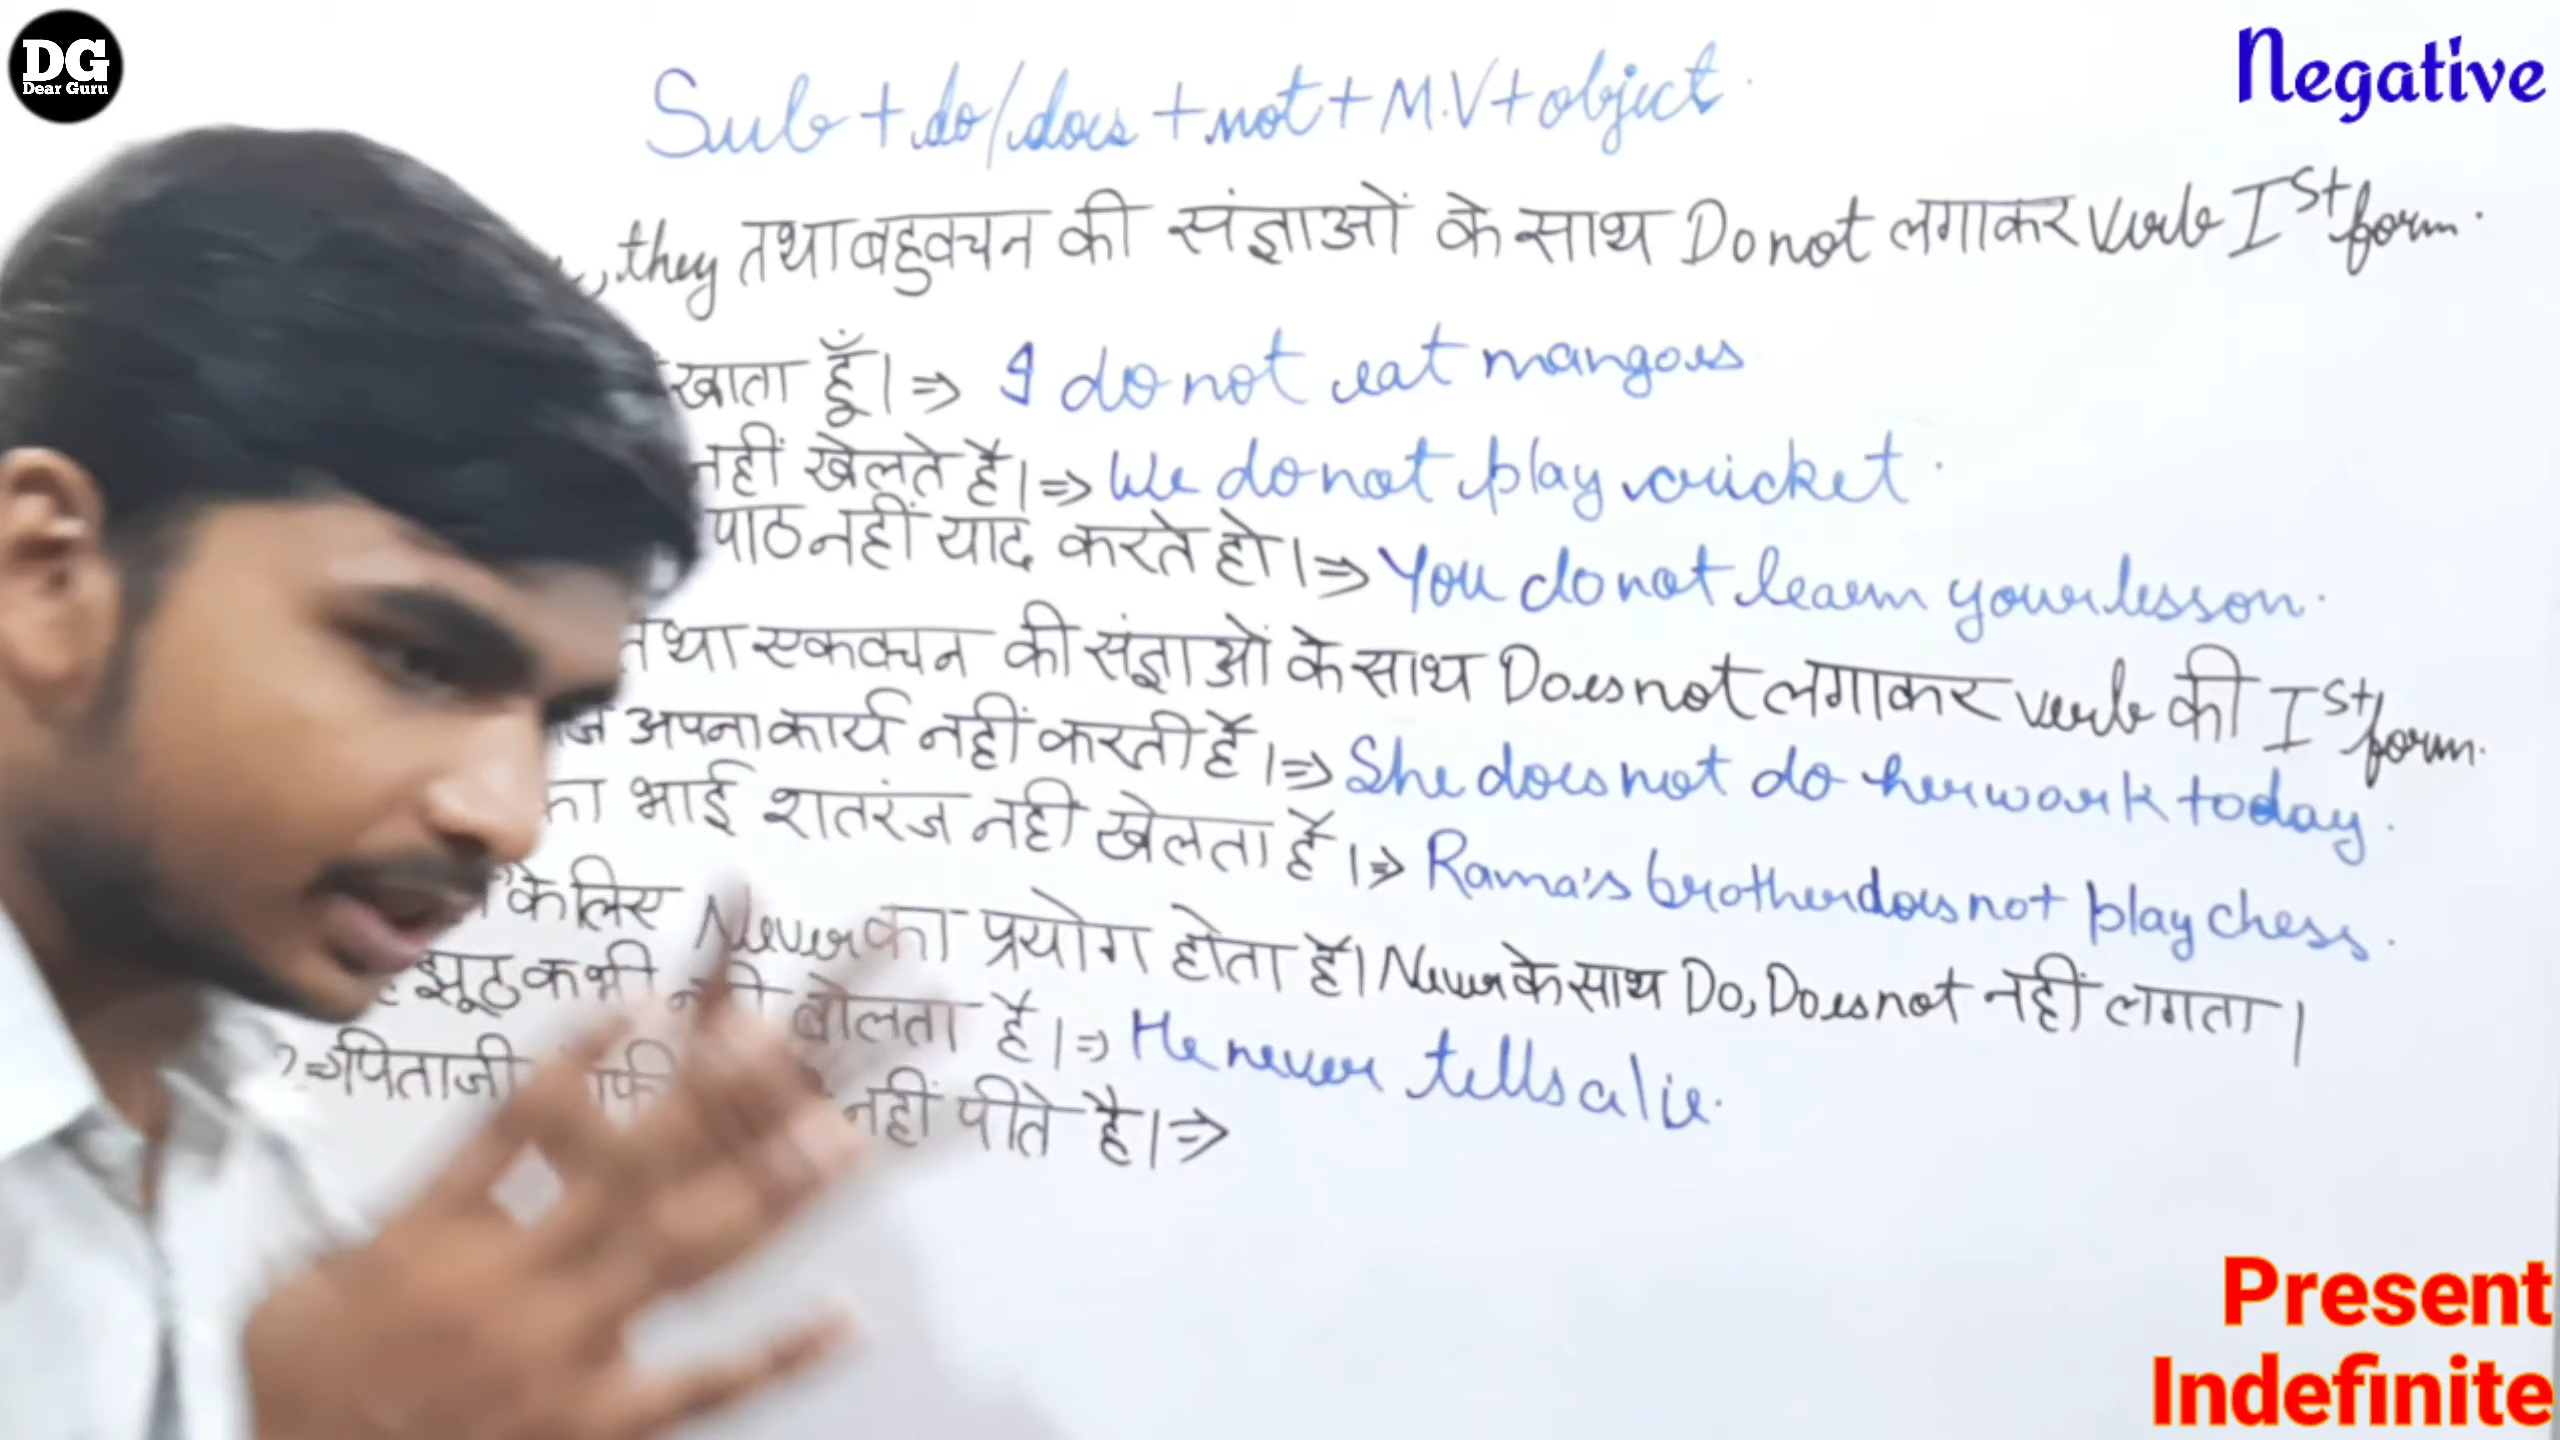 DG
Dear Guru
Negative
Sub + do/does + not + M.V + object
, they तथा बहुवचन की संज्ञाओं के साथ Do not लगाकर Verb Ist form.
खाता हूँ। ⇒ I do not eat mangoes
नहीं खेलते है। ⇒ We do not play cricket.
पाठ नहीं याद करते हो। ⇒ You do not learn your lesson.
तथा एकवचन की संज्ञाओं के साथ Does not लगाकर verb की Ist form.
अपना कार्य नहीं करती है। ⇒ She does not do her work today.
का भाई शतरंज नही खेलता है। ⇒ Rama's brother does not play chess.
के लिए Never का प्रयोग होता है। Never के साथ Do, Does not नहीं लगता।
झूठ कभी नही बोलता है। ⇒ He never tells a lie.
⇒ पिताजी नहीं पीते है। ⇒
Present
Indefinite